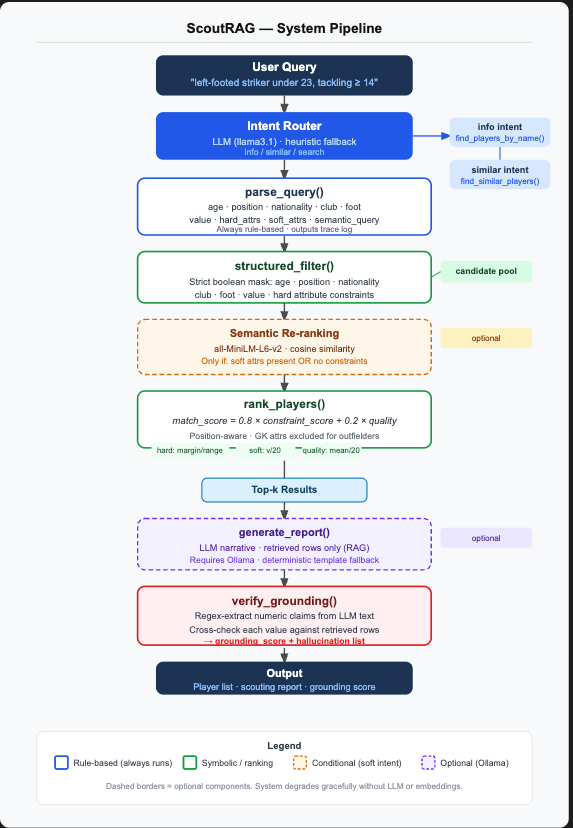 ScoutRAG — System Pipeline
User Query
"left-footed striker under 23, tackling ≥ 14"
Intent Router
LLM (llama3.1) · heuristic fallback
info / similar / search
info intent
find_players_by_name()
similar intent
find_similar_players()
parse_query()
age · position · nationality · club · foot
value · hard_attrs · soft_attrs · semantic_query
Always rule-based · outputs trace log
structured_filter()
Strict boolean mask: age · position · nationality
club · foot · value · hard attribute constraints
candidate pool
Semantic Re-ranking
all-MiniLM-L6-v2 · cosine similarity
Only if: soft attrs present OR no constraints
optional
rank_players()
match_score = 0.8 × constraint_score + 0.2 × quality
Position-aware · GK attrs excluded for outfielders
hard: margin/range soft: v/20 quality: mean/20
Top-k Results
generate_report()
LLM narrative · retrieved rows only (RAG)
Requires Ollama · deterministic template fallback
optional
verify_grounding()
Regex-extract numeric claims from LLM text
Cross-check each value against retrieved rows
→ grounding_score + hallucination list
Output
Player list · scouting report · grounding score
Legend
Rule-based (always runs) Symbolic / ranking Conditional (soft intent) Optional (Ollama)
Dashed borders = optional components. System degrades gracefully without LLM or embeddings.